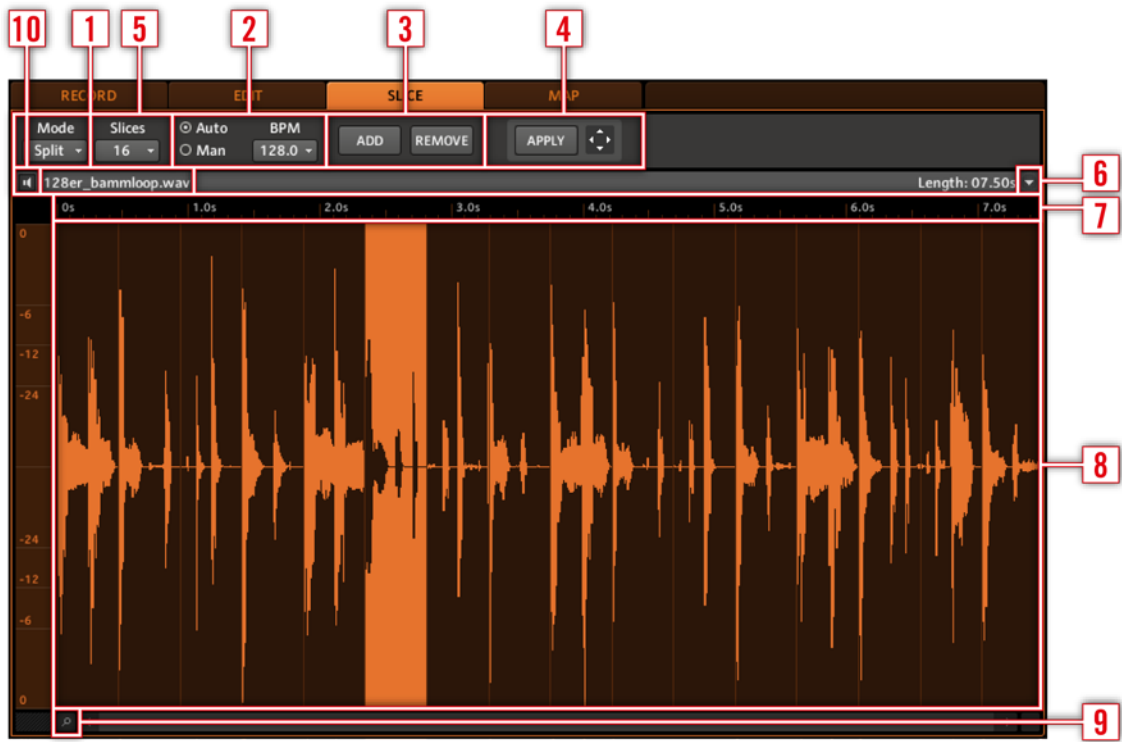 10 1 5 2 3 4
RECORD EDIT SLICE MAP
Mode Slices Auto BPM
Split 16 Man 128.0 ADD REMOVE APPLY
128er_bammloop.wav Length: 07.50s 6
0s 1.0s 2.0s 3.0s 4.0s 5.0s 6.0s 7.0s 7
0
-6
-12
-24
8
-24
-12
-6
0
9